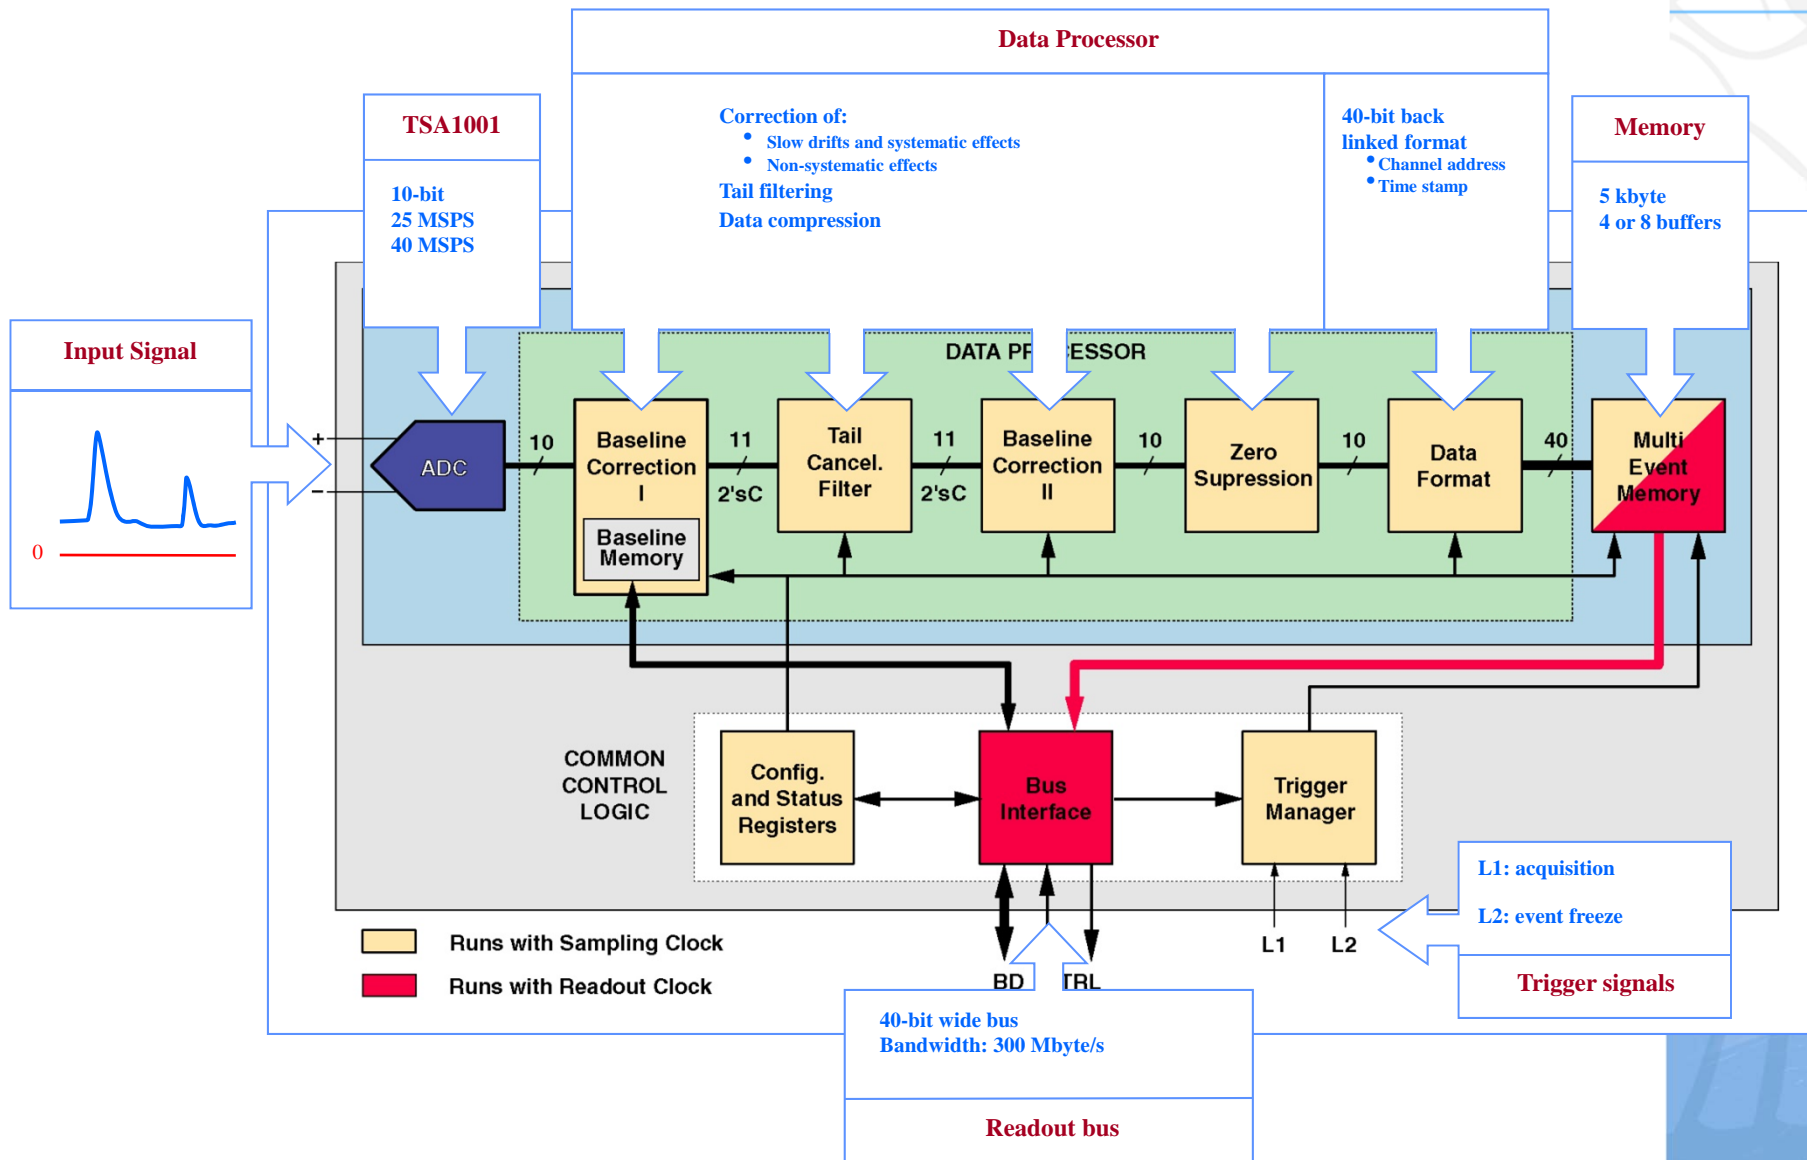 Data Processor
Correction of:
• Slow drifts and systematic effects
• Non-systematic effects
Tail filtering
Data compression
40-bit back
linked format
• Channel address
• Time stamp
TSA1001
10-bit
25 MSPS
40 MSPS
Memory
5 kbyte
4 or 8 buffers
Input Signal
0
+
−
DATA PR ESSOR
ADC
10
Baseline
Correction
I
Baseline
Memory
11
2'sC
Tail
Cancel.
Filter
11
2'sC
Baseline
Correction
II
10
Zero
Supression
10
Data
Format
40
Multi
Event
Memory
COMMON
CONTROL
LOGIC
Config.
and Status
Registers
Bus
Interface
Trigger
Manager
L1
L2
L1: acquisition
L2: event freeze
Trigger signals
Runs with Sampling Clock
Runs with Readout Clock
BD
TRL
40-bit wide bus
Bandwidth: 300 Mbyte/s
Readout bus